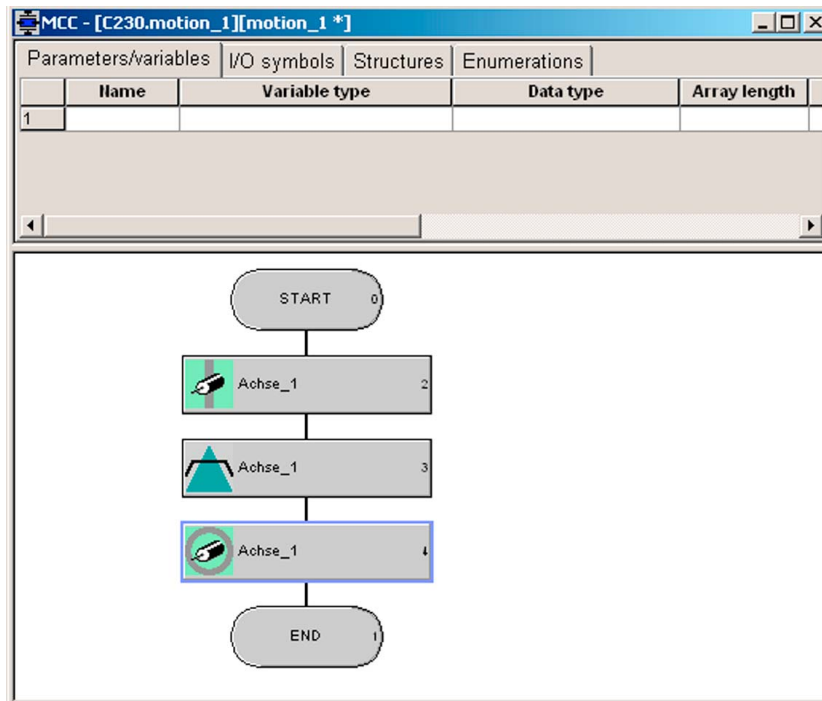 MCC - [C230.motion_1][motion_1 *]
Parameters/variables I/O symbols Structures Enumerations
Name Variable type Data type Array length
1
START 0
Achse_1 2
Achse_1 3
Achse_1 4
END 1